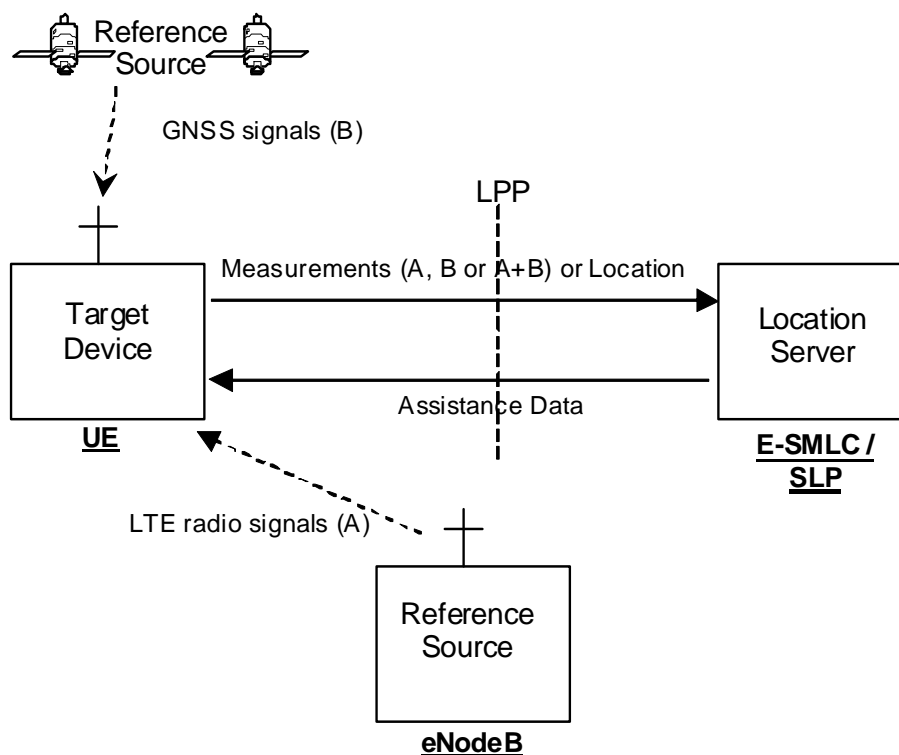 Reference
Source
GNSS signals (B)
LPP
Measurements (A, B or A+B) or Location
Target
Device
Location
Server
Assistance Data
UE
E-SMLC /
SLP
LTE radio signals (A)
Reference
Source
eNodeB